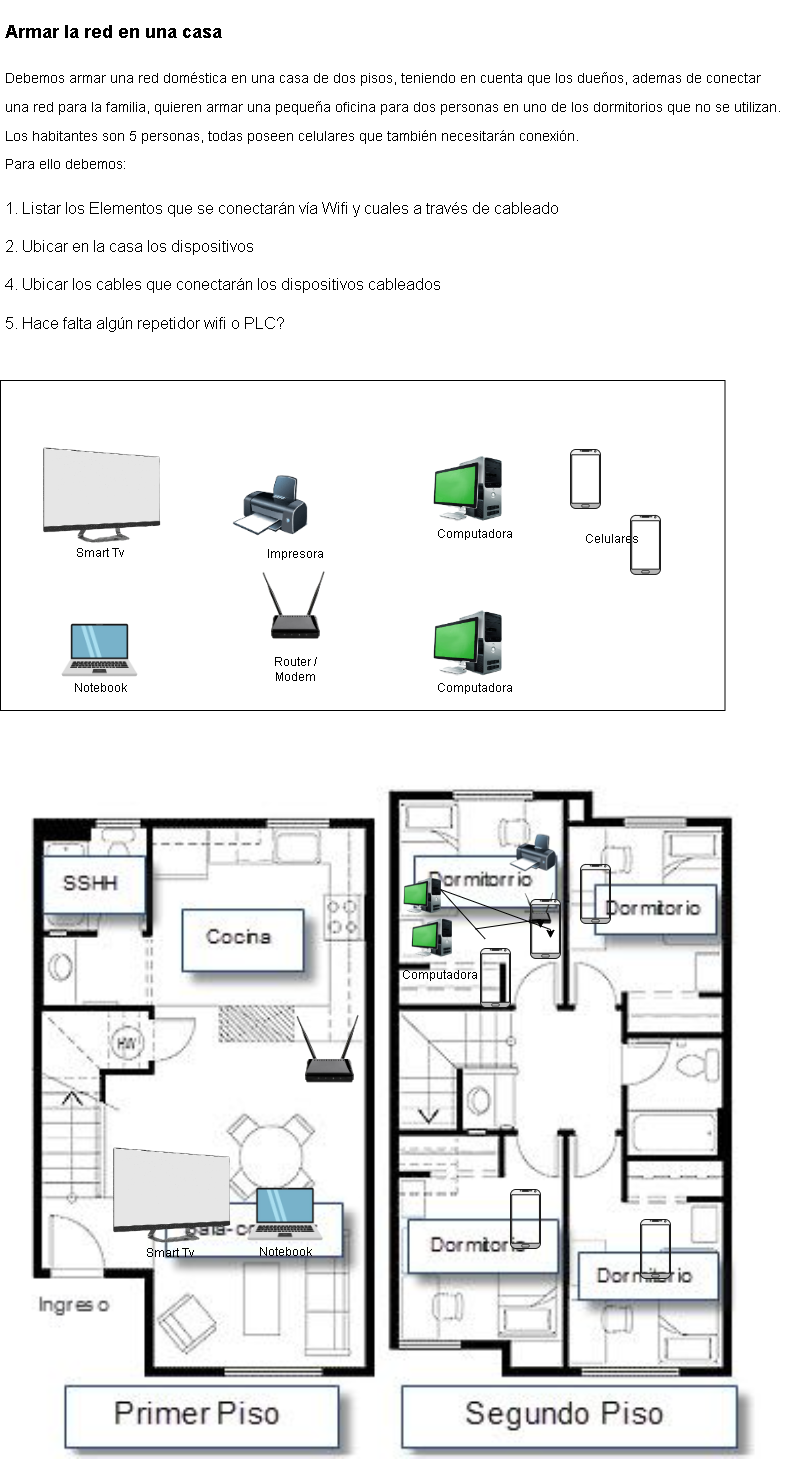 Armar la red en una casa
Debemos armar una red doméstica en una casa de dos pisos, teniendo en cuenta que los dueños, ademas de conectar
una red para la familia, quieren armar una pequeña oficina para dos personas en uno de los dormitorios que no se utilizan.
Los habitantes son 5 personas, todas poseen celulares que también necesitarán conexión.
Para ello debemos:
1. Listar los Elementos que se conectarán vía Wifi y cuales a través de cableado
2. Ubicar en la casa los dispositivos
4. Ubicar los cables que conectarán los dispositivos cableados
5. Hace falta algún repetidor wifi o PLC?
Smart Tv
Impresora
Computadora
Celulares
Notebook
Router /
Modem
Computadora
SSHH
Cocina
HW
Smart Tv
Notebook
Ingreso
Primer Piso
Dormitorrio
Dormitorio
Computadora
Dormitorio
Dormitorio
Segundo Piso